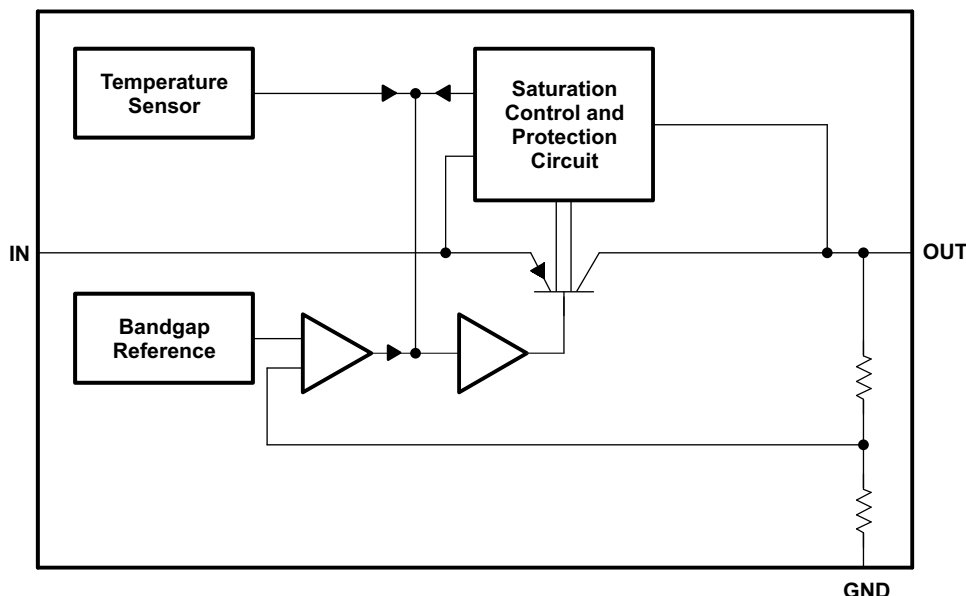 Temperature
Sensor
Saturation
Control and
Protection
Circuit
IN
OUT
Bandgap
Reference
GND